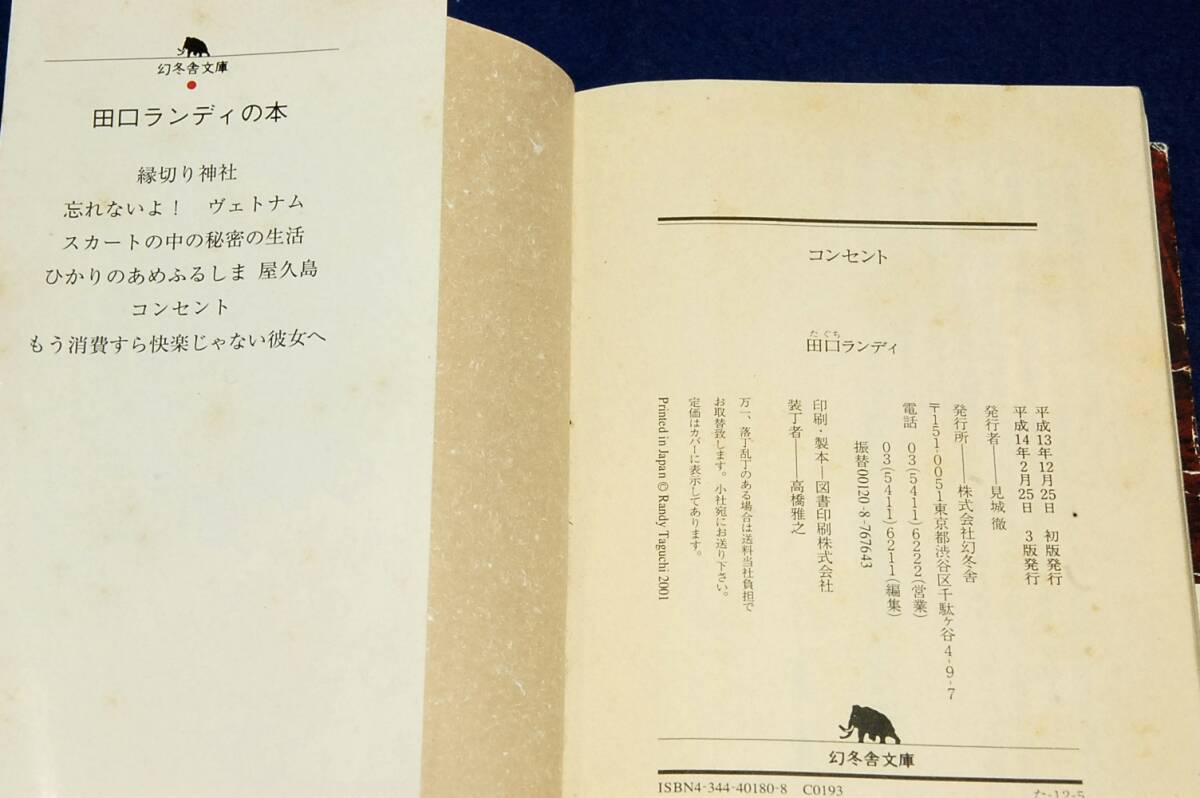 幻冬舎文庫
田口ランディの本
縁切り神社
忘れないよ！　ヴェトナム
スカートの中の秘密の生活
ひかりのあめふるしま 屋久島
コンセント
もう消費すら快楽じゃない彼女へ
コンセント
たぐち
田口ランディ
平成13年12月25日　初版発行
平成14年2月25日　3版発行
発行者――見城 徹
発行所――株式会社幻冬舎
〒151-0051東京都渋谷区千駄ヶ谷4-9-7
電話　03(5411)6222(営業)
03(5411)6211(編集)
振替00120-8-767643
印刷・製本―図書印刷株式会社
装丁者――高橋雅之
万一、落丁乱丁のある場合は送料当社負担で
お取替致します。小社宛にお送り下さい。
定価はカバーに表示してあります。
Printed in Japan © Randy Taguchi 2001
幻冬舎文庫
ISBN4-344-40180-8　C0193
た-12-5